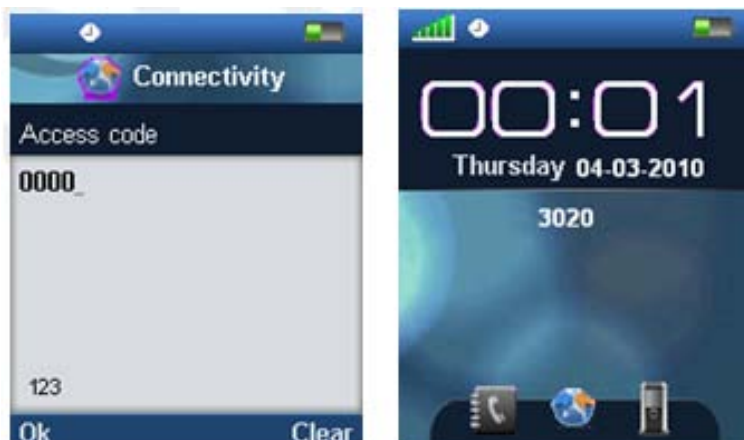 Connectivity
Access code
0000_
123
Ok Clear
00:01
Thursday 04-03-2010
3020